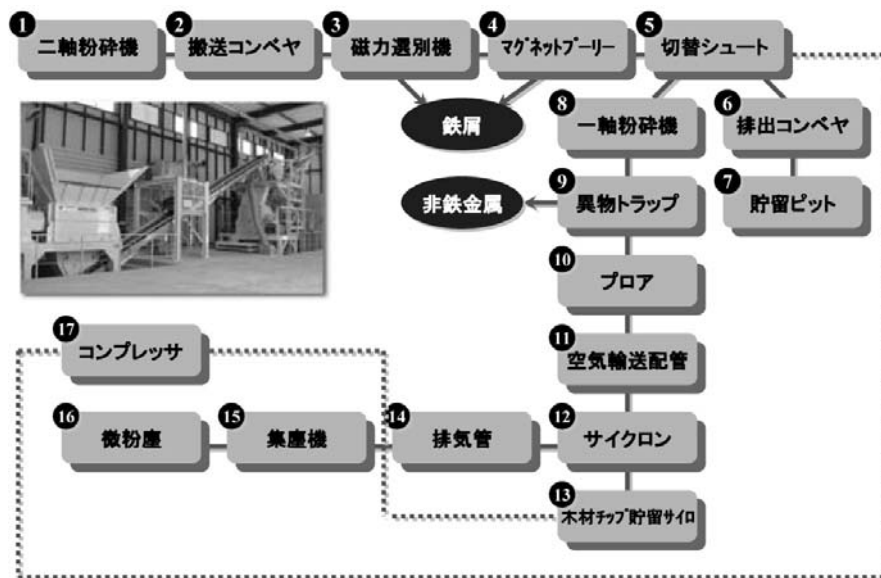 1 二軸粉砕機
2 搬送コンベヤ
3 磁力選別機
4 マグネットプーリー
5 切替シュート
鉄屑
8 一軸粉砕機
6 排出コンベヤ
非鉄金属
9 異物トラップ
7 貯留ピット
10 ブロア
17 コンプレッサ
11 空気輸送配管
16 微粉塵
15 集塵機
14 排気管
12 サイクロン
13 木材チップ貯留サイロ